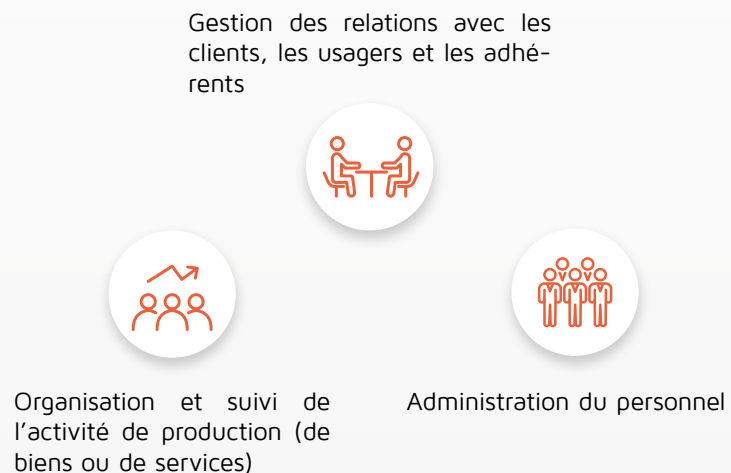 Gestion des relations avec les
clients, les usagers et les adhé-
rents
Organisation et suivi de
l'activité de production (de
biens ou de services)
Administration du personnel